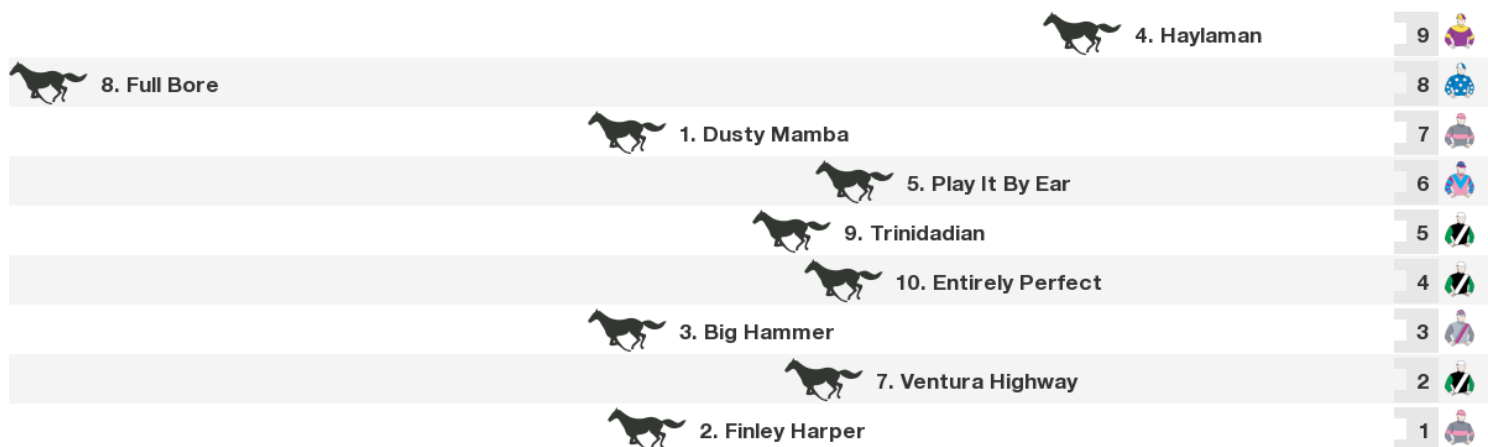 4. Haylaman 9
8. Full Bore 8
1. Dusty Mamba 7
5. Play It By Ear 6
9. Trinidadian 5
10. Entirely Perfect 4
3. Big Hammer 3
7. Ventura Highway 2
2. Finley Harper 1